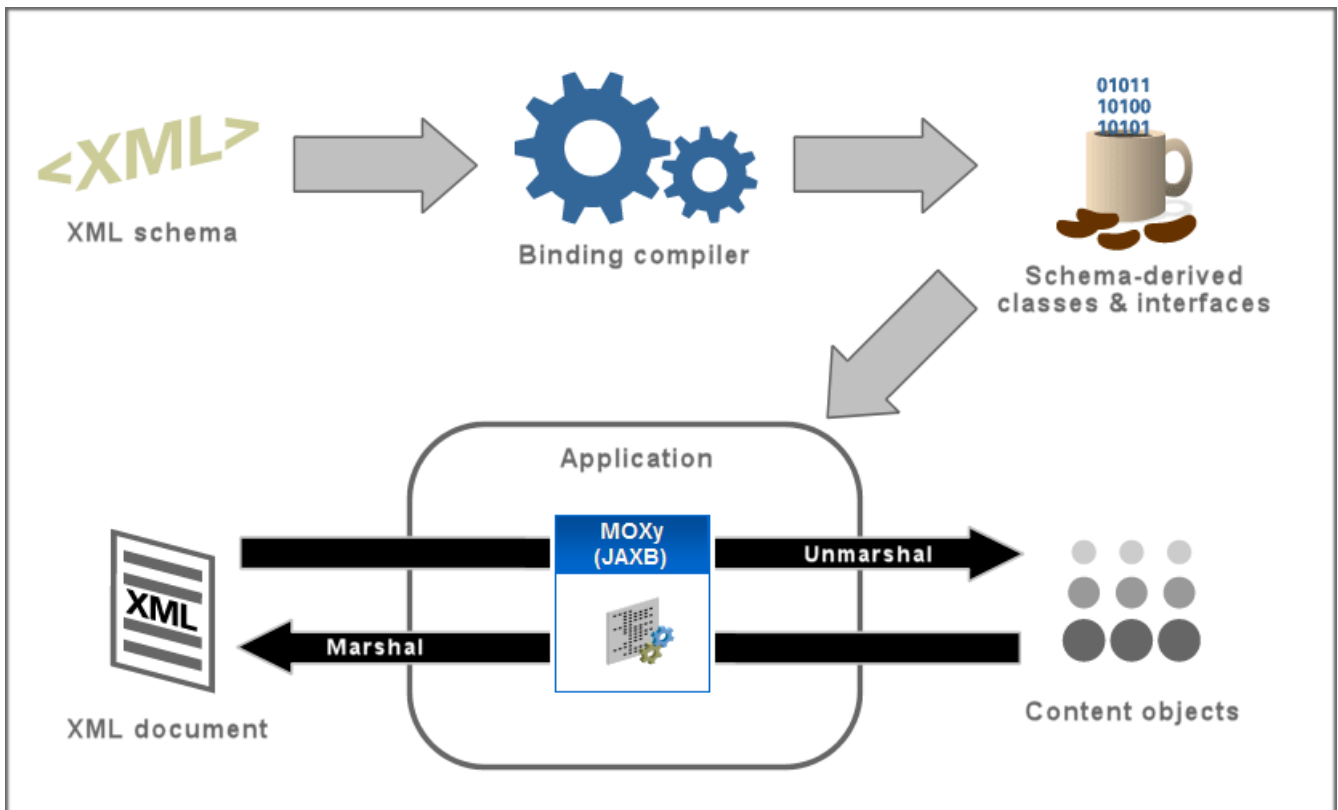 <XML>
XML schema
Binding compiler
01011
10100
10101
Schema-derived
classes & interfaces
Application
MOXy
(JAXB)
Unmarshal
Marshal
XML
XML document
Content objects